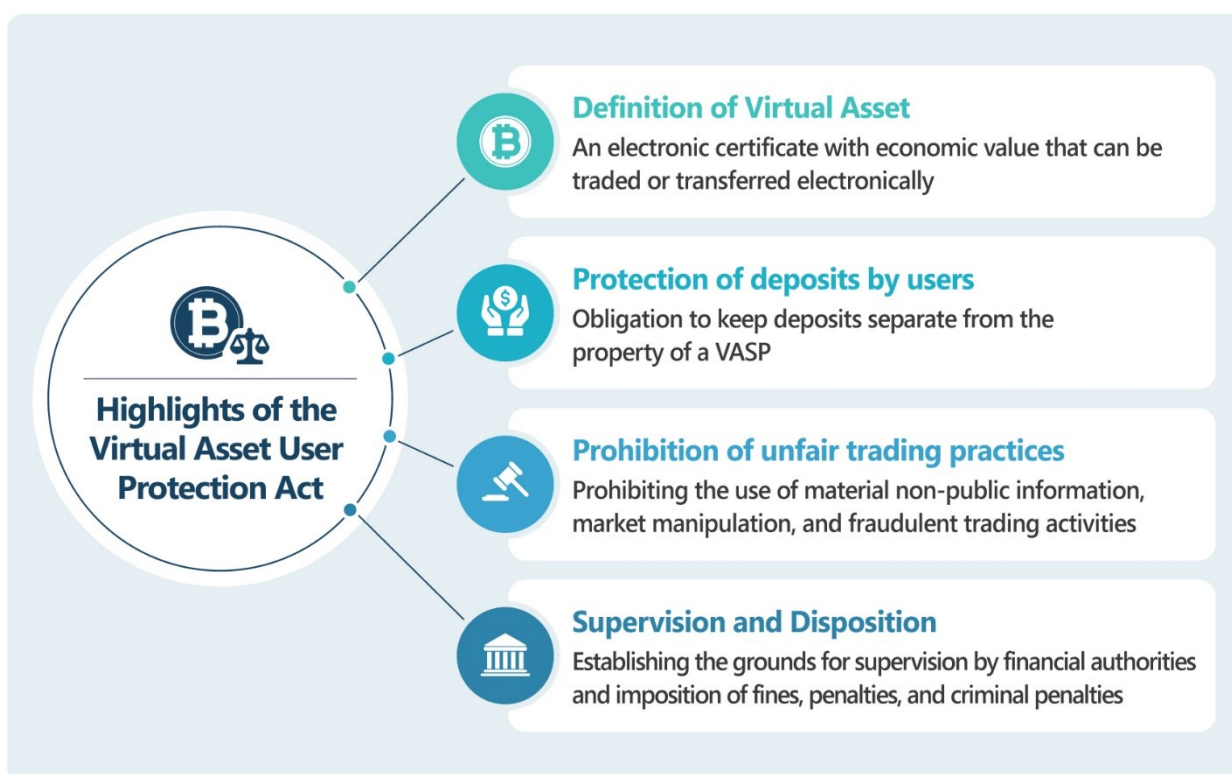 Highlights of the
Virtual Asset User
Protection Act
Definition of Virtual Asset
An electronic certificate with economic value that can be
traded or transferred electronically
Protection of deposits by users
Obligation to keep deposits separate from the
property of a VASP
Prohibition of unfair trading practices
Prohibiting the use of material non-public information,
market manipulation, and fraudulent trading activities
Supervision and Disposition
Establishing the grounds for supervision by financial authorities
and imposition of fines, penalties, and criminal penalties